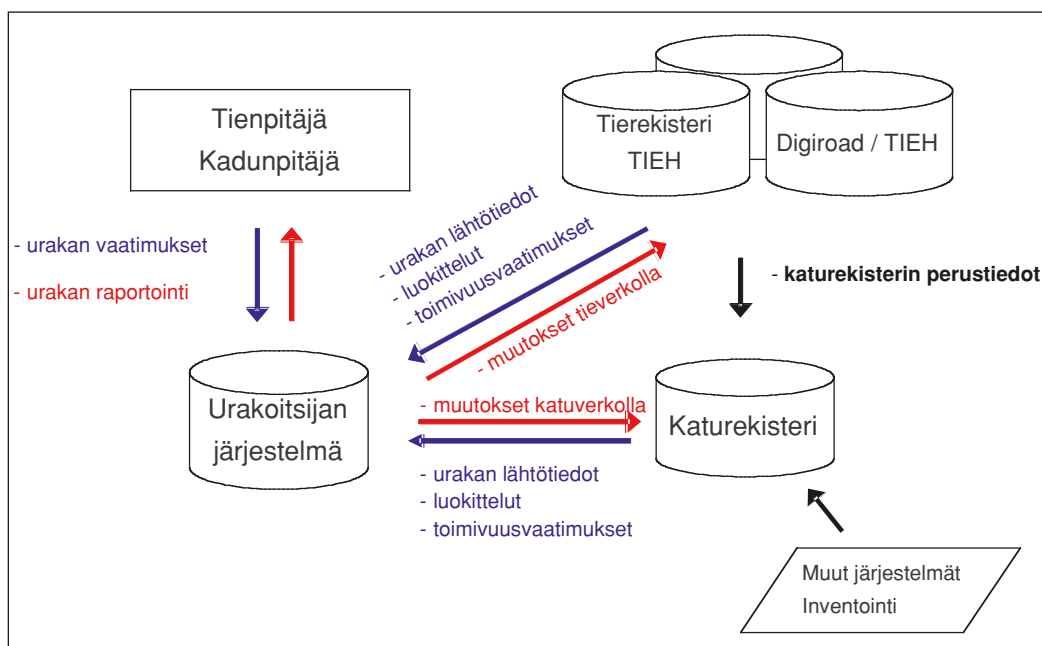 Tienpitäjä
Kadunpitäjä
Tierekisteri
TIEH
Digiroad / TIEH
- urakan vaatimukset
- urakan raportointi
- urakan lähtötiedot
- luokittelut
- toimivuusvaatimukset
- muutokset tieverkolla
- katurekisterin perustiedot
Urakoitsijan
järjestelmä
- muutokset katuverkolla
Katurekisteri
- urakan lähtötiedot
- luokittelut
- toimivuusvaatimukset
Muut järjestelmät
Inventointi